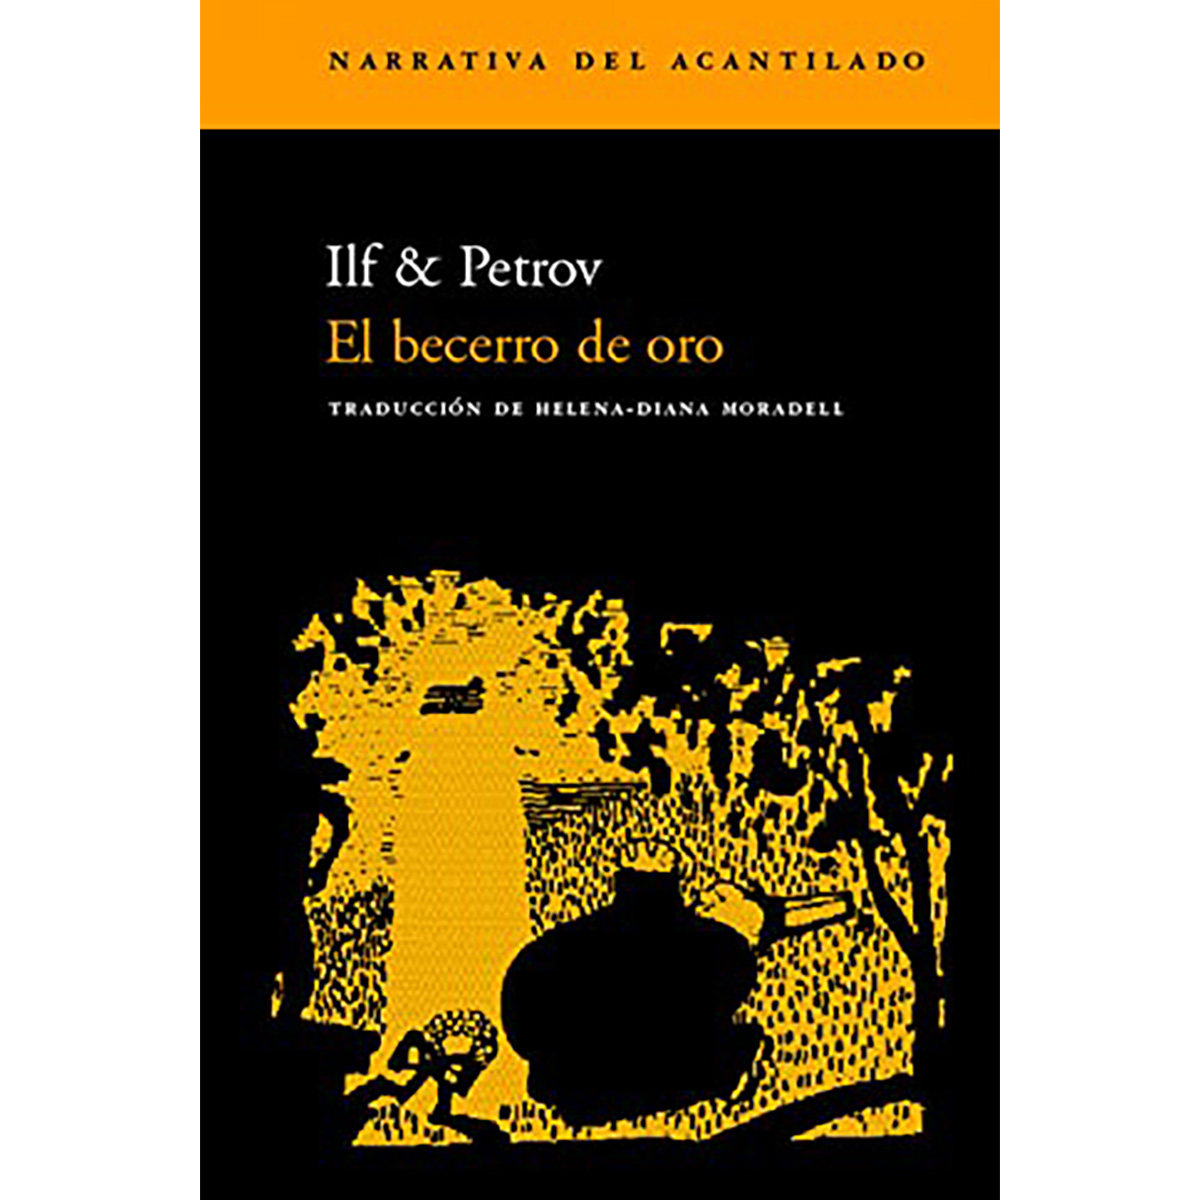 NARRATIVA DEL ACANTILADO
Ilf & Petrov
El becerro de oro
TRADUCCIÓN DE HELENA-DIANA MORADELL